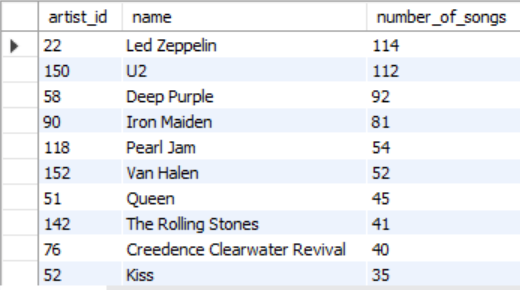 artist_id name number_of_songs
22 Led Zeppelin 114
150 U2 112
58 Deep Purple 92
90 Iron Maiden 81
118 Pearl Jam 54
152 Van Halen 52
51 Queen 45
142 The Rolling Stones 41
76 Creedence Clearwater Revival 40
52 Kiss 35